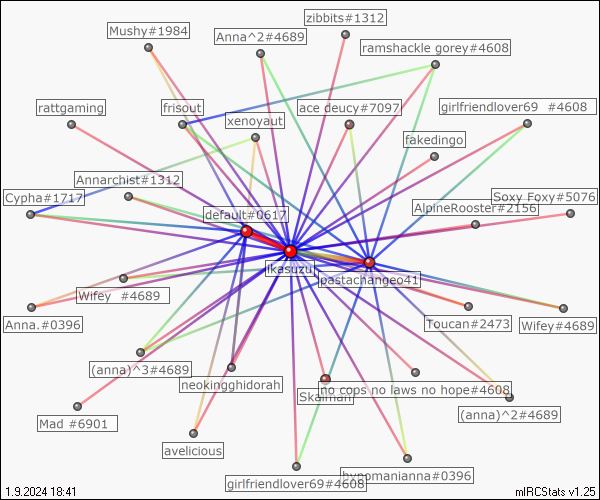 zibbits#1312
Mushy#1984
Anna^2#4689
ramshackle gorey#4608
rattgaming
frisout
ace deucy#7097
girlfriendlover69 #4608
xenoyaut
fakedingo
Annarchist#1312
Cypha#1717
Soxy Foxy#5076
AlpineRooster#2156
default#0617
ikasuzu
pastachangeo41
Wifey #4689
Anna.#0396
Toucan#2473
Wifey#4689
(anna)^3#4689
neokingghidorah
no cops no laws no hope#4608
Skaiman
(anna)^2#4689
Mad #6901
avelicious
hypnomanianna#0396
girlfriendlover69#4608
1.9.2024 18:41
mIRCStats v1.25